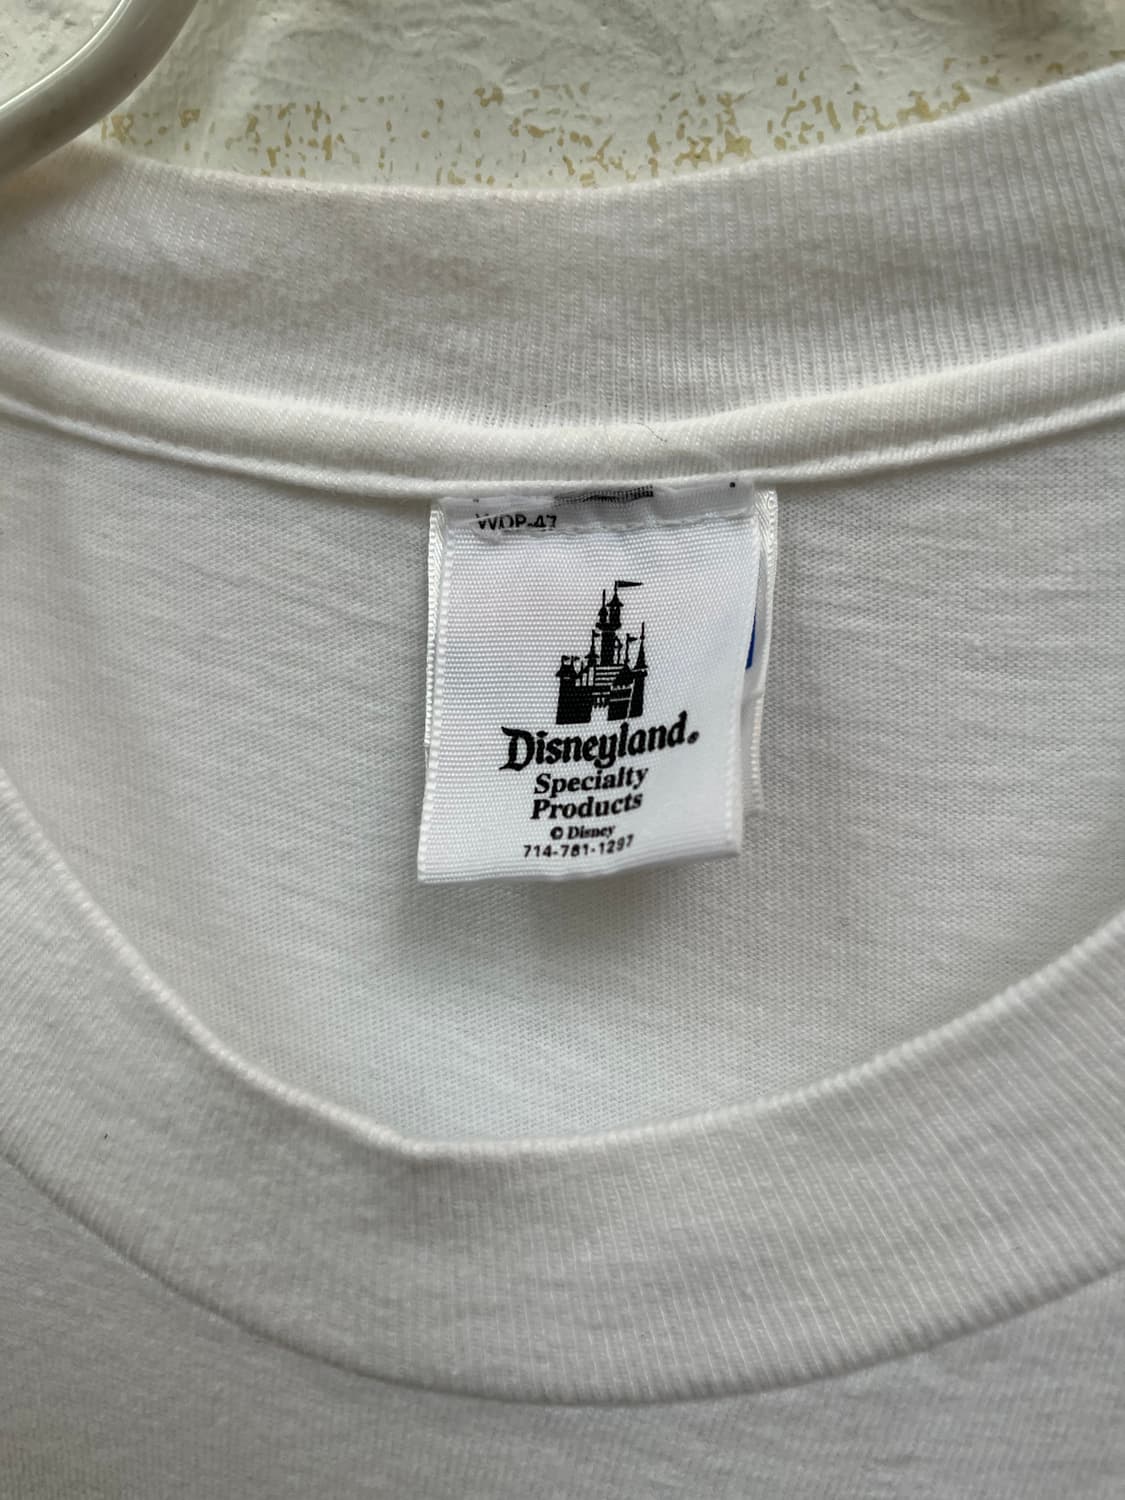 WDP-47
Disneyland®
Specialty
Products
© Disney
714-781-1297